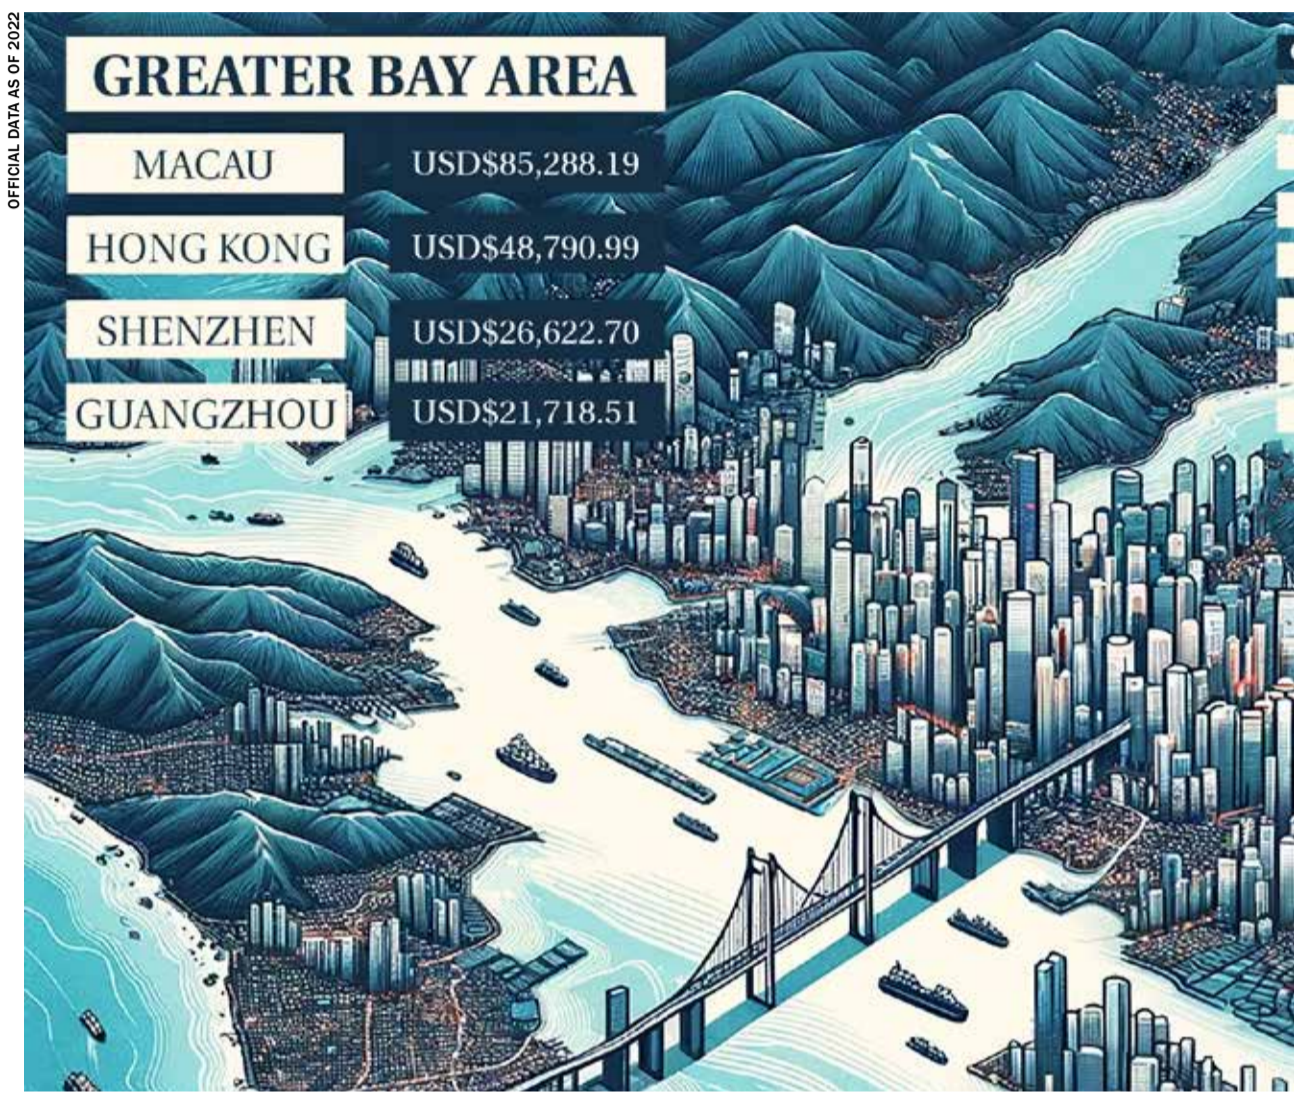 OFFICIAL DATA AS OF 2022
GREATER BAY AREA
MACAU USD$85,288.19
HONG KONG USD$48,790.99
SHENZHEN USD$26,622.70
GUANGZHOU USD$21,718.51